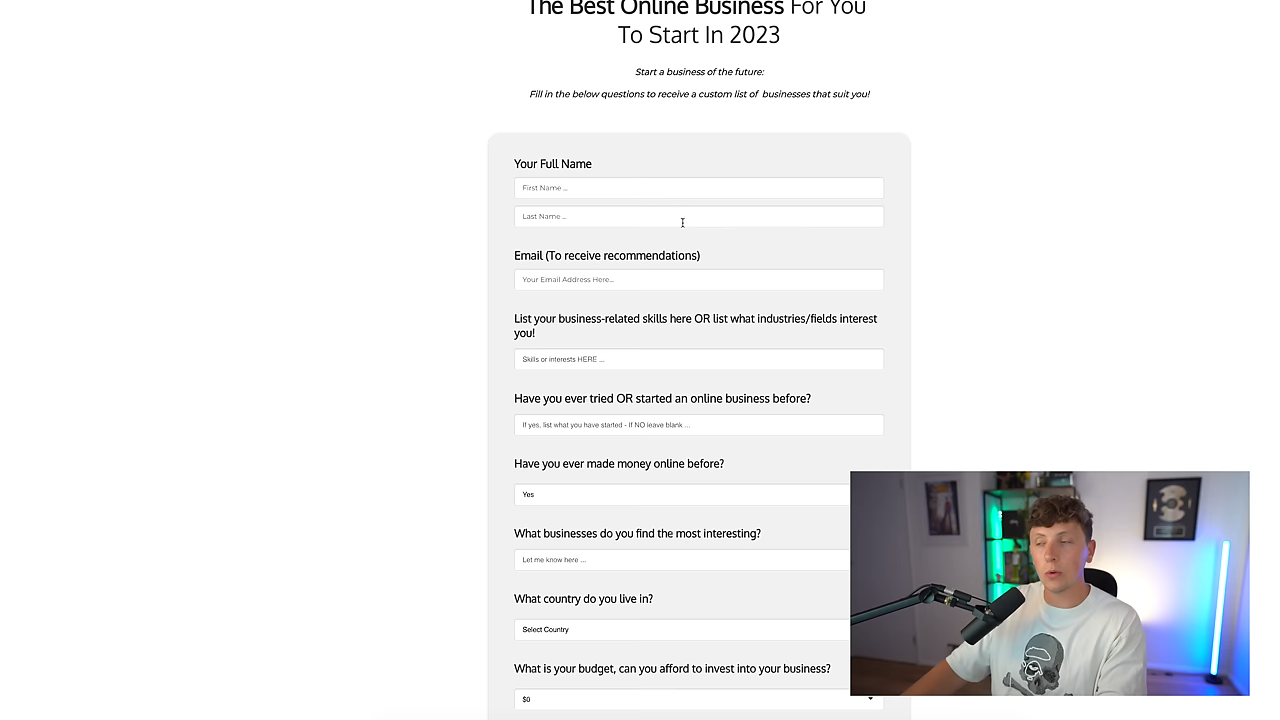 The Best Online Business For You
To Start In 2023
Start a business of the future:
Fill in the below questions to receive a custom list of businesses that suit you!
Your Full Name
First Name ...
Last Name ...
Email (To receive recommendations)
Your Email Address Here...
List your business-related skills here OR list what industries/fields interest
you!
Skills or interests HERE ...
Have you ever tried OR started an online business before?
If yes, list what you have started - If NO leave blank ...
Have you ever made money online before?
Yes
What businesses do you find the most interesting?
Let me know here ...
What country do you live in?
Select Country
What is your budget, can you afford to invest into your business?
$0